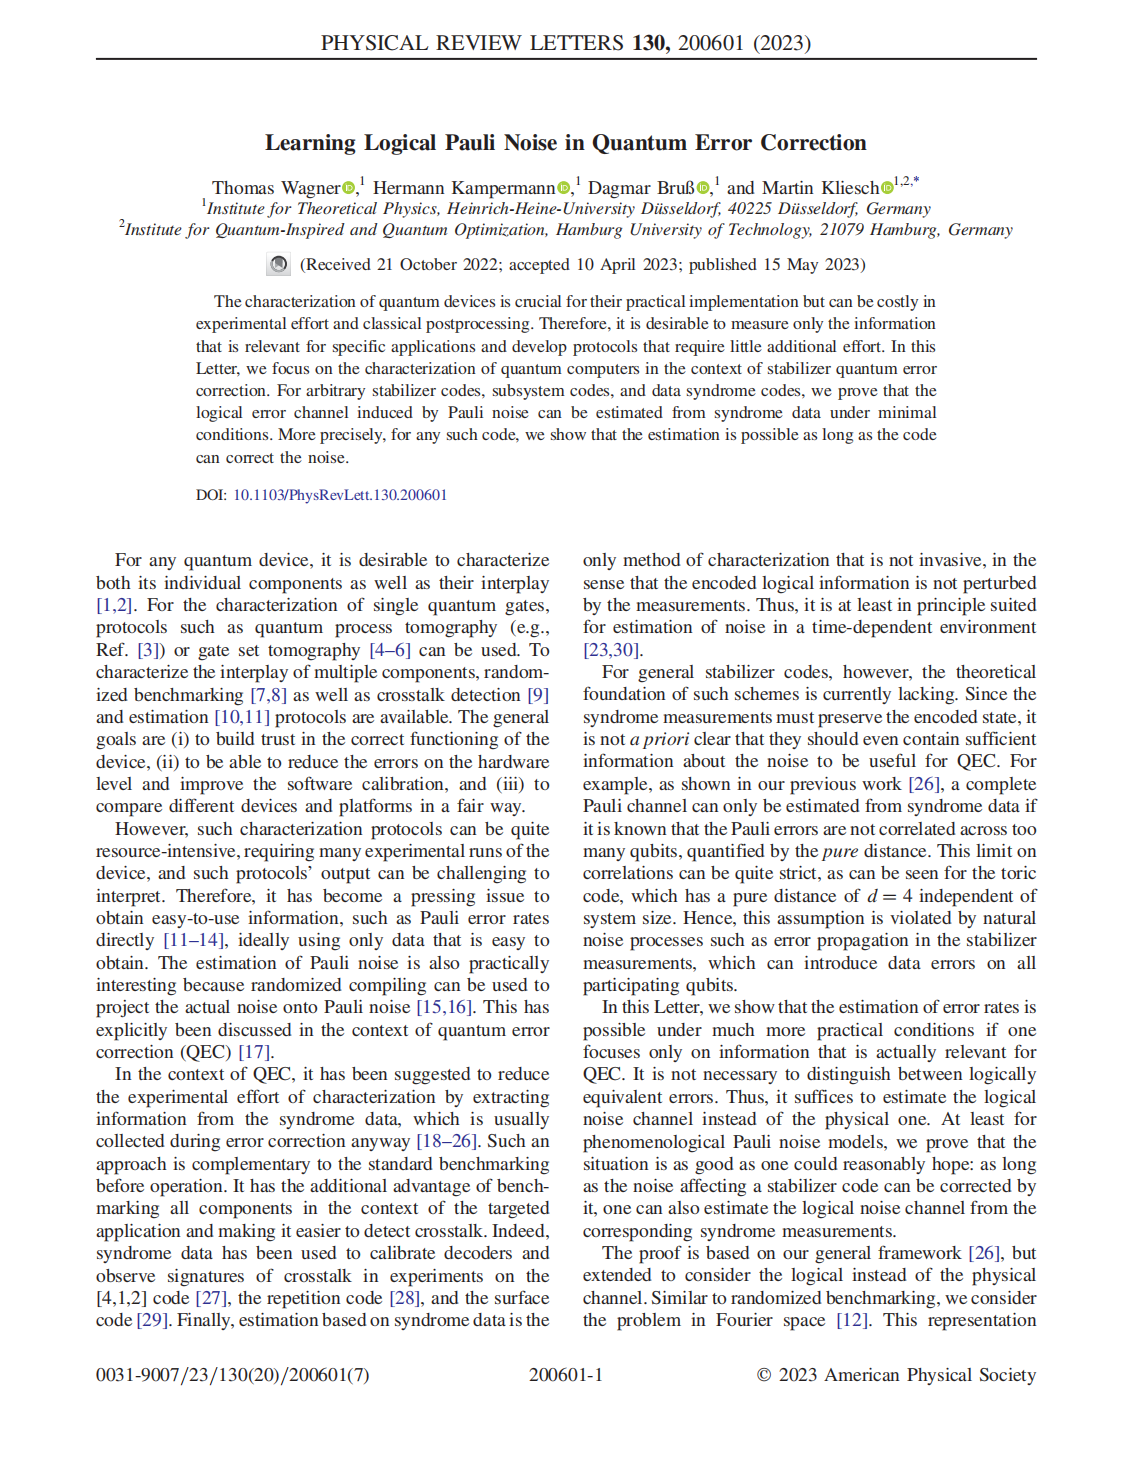 PHYSICAL REVIEW LETTERS 130, 200601 (2023)
Learning Logical Pauli Noise in Quantum Error Correction
Thomas Wagner,1 Hermann Kampermann,1 Dagmar Bruß,1 and Martin Kliesch1,2,*
1Institute for Theoretical Physics, Heinrich-Heine-University Düsseldorf, 40225 Düsseldorf, Germany
2Institute for Quantum-Inspired and Quantum Optimization, Hamburg University of Technology, 21079 Hamburg, Germany
(Received 21 October 2022; accepted 10 April 2023; published 15 May 2023)
The characterization of quantum devices is crucial for their practical implementation but can be costly in
experimental effort and classical postprocessing. Therefore, it is desirable to measure only the information
that is relevant for specific applications and develop protocols that require little additional effort. In this
Letter, we focus on the characterization of quantum computers in the context of stabilizer quantum error
correction. For arbitrary stabilizer codes, subsystem codes, and data syndrome codes, we prove that the
logical error channel induced by Pauli noise can be estimated from syndrome data under minimal
conditions. More precisely, for any such code, we show that the estimation is possible as long as the code
can correct the noise.
DOI: 10.1103/PhysRevLett.130.200601
For any quantum device, it is desirable to characterize
both its individual components as well as their interplay
[1,2]. For the characterization of single quantum gates,
protocols such as quantum process tomography (e.g.,
Ref. [3]) or gate set tomography [4–6] can be used. To
characterize the interplay of multiple components, random-
ized benchmarking [7,8] as well as crosstalk detection [9]
and estimation [10,11] protocols are available. The general
goals are (i) to build trust in the correct functioning of the
device, (ii) to be able to reduce the errors on the hardware
level and improve the software calibration, and (iii) to
compare different devices and platforms in a fair way.
However, such characterization protocols can be quite
resource-intensive, requiring many experimental runs of the
device, and such protocols' output can be challenging to
interpret. Therefore, it has become a pressing issue to
obtain easy-to-use information, such as Pauli error rates
directly [11–14], ideally using only data that is easy to
obtain. The estimation of Pauli noise is also practically
interesting because randomized compiling can be used to
project the actual noise onto Pauli noise [15,16]. This has
explicitly been discussed in the context of quantum error
correction (QEC) [17].
In the context of QEC, it has been suggested to reduce
the experimental effort of characterization by extracting
information from the syndrome data, which is usually
collected during error correction anyway [18–26]. Such an
approach is complementary to the standard benchmarking
before operation. It has the additional advantage of bench-
marking all components in the context of the targeted
application and making it easier to detect crosstalk. Indeed,
syndrome data has been used to calibrate decoders and
observe signatures of crosstalk in experiments on the
[4,1,2] code [27], the repetition code [28], and the surface
code [29]. Finally, estimation based on syndrome data is the
only method of characterization that is not invasive, in the
sense that the encoded logical information is not perturbed
by the measurements. Thus, it is at least in principle suited
for estimation of noise in a time-dependent environment
[23,30].
For general stabilizer codes, however, the theoretical
foundation of such schemes is currently lacking. Since the
syndrome measurements must preserve the encoded state, it
is not a priori clear that they should even contain sufficient
information about the noise to be useful for QEC. For
example, as shown in our previous work [26], a complete
Pauli channel can only be estimated from syndrome data if
it is known that the Pauli errors are not correlated across too
many qubits, quantified by the pure distance. This limit on
correlations can be quite strict, as can be seen for the toric
code, which has a pure distance of d = 4 independent of
system size. Hence, this assumption is violated by natural
noise processes such as error propagation in the stabilizer
measurements, which can introduce data errors on all
participating qubits.
In this Letter, we show that the estimation of error rates is
possible under much more practical conditions if one
focuses only on information that is actually relevant for
QEC. It is not necessary to distinguish between logically
equivalent errors. Thus, it suffices to estimate the logical
noise channel instead of the physical one. At least for
phenomenological Pauli noise models, we prove that the
situation is as good as one could reasonably hope: as long
as the noise affecting a stabilizer code can be corrected by
it, one can also estimate the logical noise channel from the
corresponding syndrome measurements.
The proof is based on our general framework [26], but
extended to consider the logical instead of the physical
channel. Similar to randomized benchmarking, we consider
the problem in Fourier space [12]. This representation
0031-9007/23/130(20)/200601(7)
200601-1
© 2023 American Physical Society